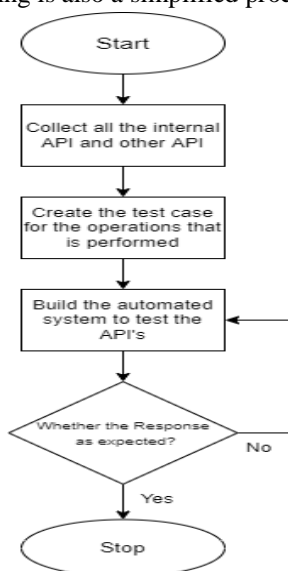 ing is also a simplified proc
Start
Collect all the internal
API and other API
Create the test case
for the operations that
is performed
Build the automated
system to test the
API's
Whether the Response
as expected?
No
Yes
Stop